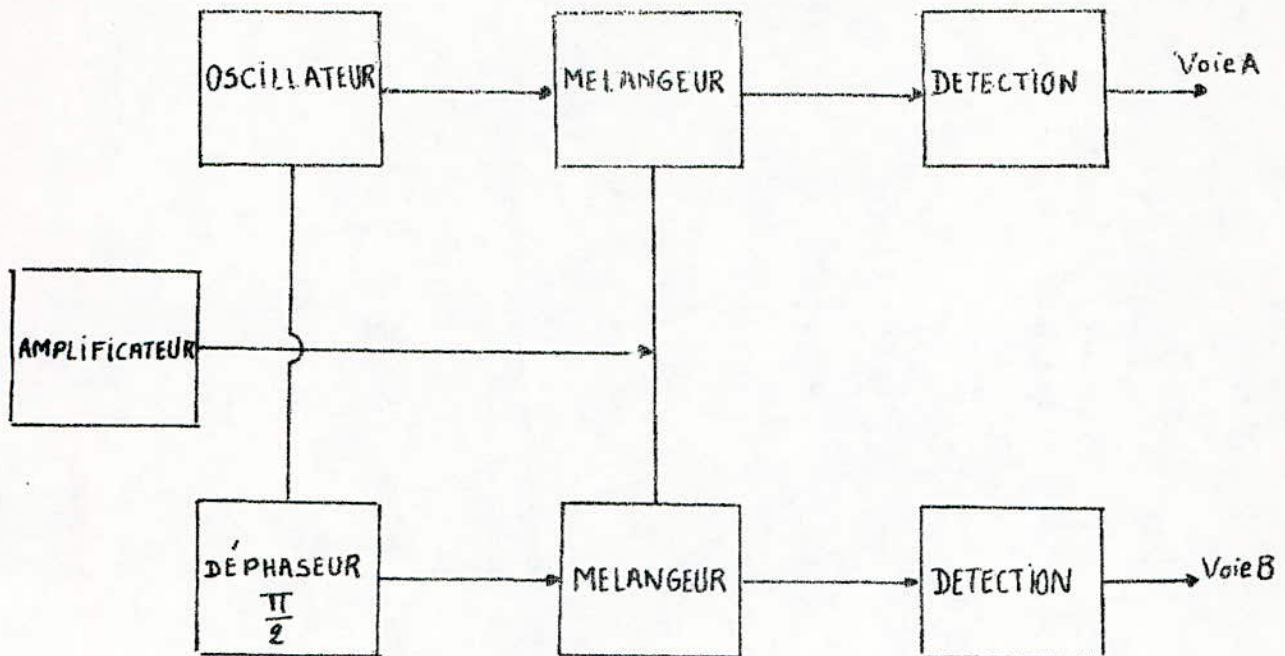 OSCILLATEUR
MELANGEUR
DETECTION
Voie A
AMPLIFICATEUR
DÉPHASEUR
π
2
MELANGEUR
DETECTION
Voie B